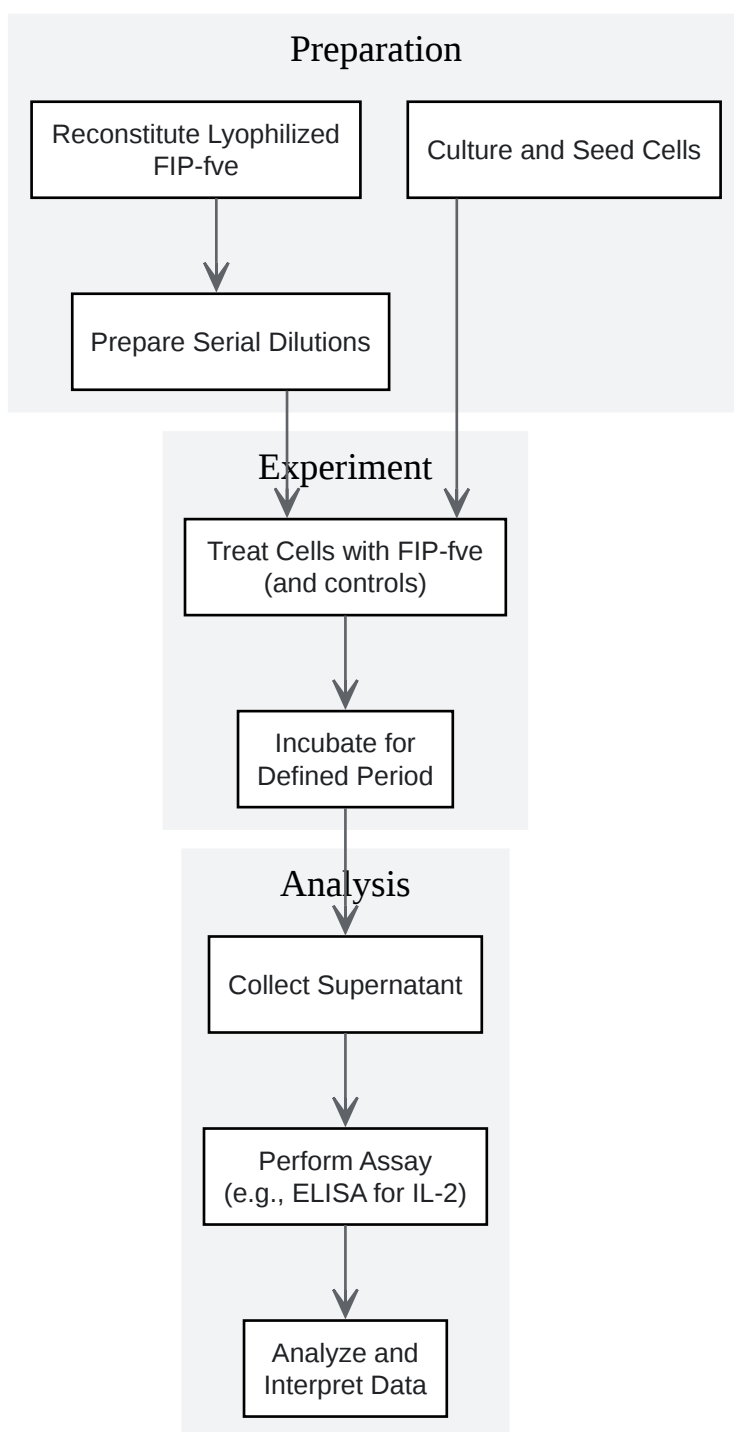 Preparation
Reconstitute Lyophilized
FIP-fve
Culture and Seed Cells
Prepare Serial Dilutions
Experiment
Treat Cells with FIP-fve
(and controls)
Incubate for
Defined Period
Analysis
Collect Supernatant
Perform Assay
(e.g., ELISA for IL-2)
Analyze and
Interpret Data